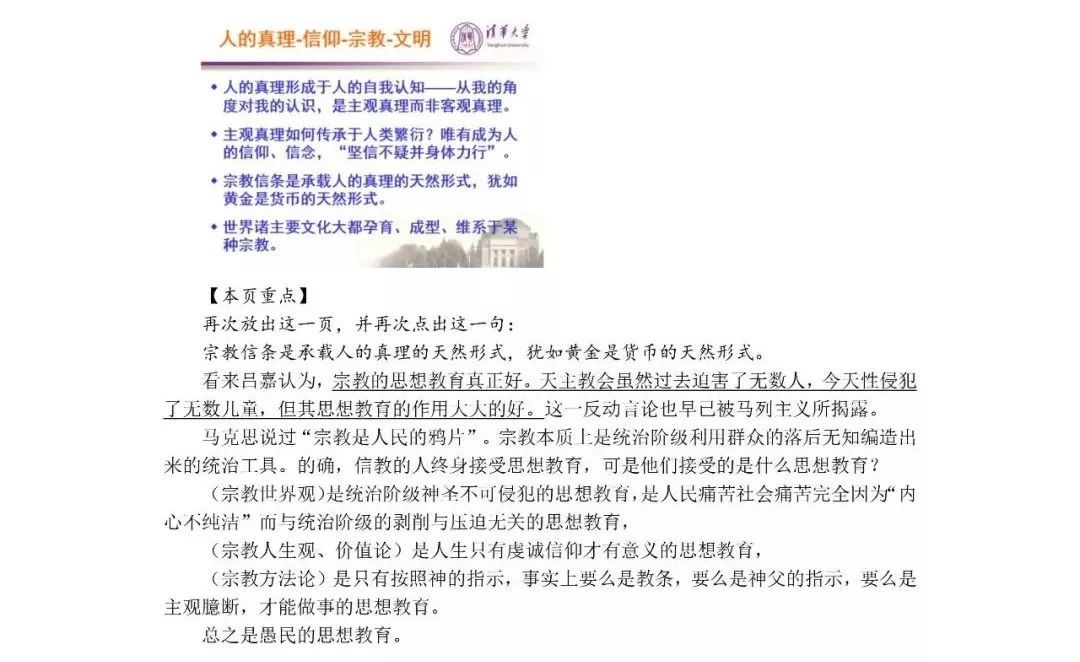 人的真理-信仰-宗教-文明
清华大学
Tsinghua University
人的真理形成于人的自我认知——从我的角
度对我的认识，是主观真理而非客观真理。
主观真理如何传承于人类繁衍？唯有成为人
的信仰、信念，“坚信不疑并身体力行”。
宗教信条是承载人的真理的天然形式，犹如
黄金是货币的天然形式。
世界诸主要文化大都孕育、成型、维系于某
种宗教。
【本页重点】
再次放出这一页，并再次点出这一句：
宗教信条是承载人的真理的天然形式，犹如黄金是货币的天然形式。
看来吕嘉认为，宗教的思想教育真正好。天主教会虽然过去迫害了无数人，今天性侵犯
了无数儿童，但其思想教育的作用大大的好。这一反动言论也早已被马列主义所揭露。
马克思说过“宗教是人民的鸦片”。宗教本质上是统治阶级利用群众的落后无知编造出
来的统治工具。的确，信教的人终身接受思想教育，可是他们接受的是什么思想教育？
（宗教世界观）是统治阶级神圣不可侵犯的思想教育，是人民痛苦社会痛苦完全因为“内
心不纯洁”而与统治阶级的剥削与压迫无关的思想教育，
（宗教人生观、价值论）是人生只有虔诚信仰才有意义的思想教育，
（宗教方法论）是只有按照神的指示，事实上要么是教条，要么是神父的指示，要么是
主观臆断，才能做事的思想教育。
总之是愚民的思想教育。